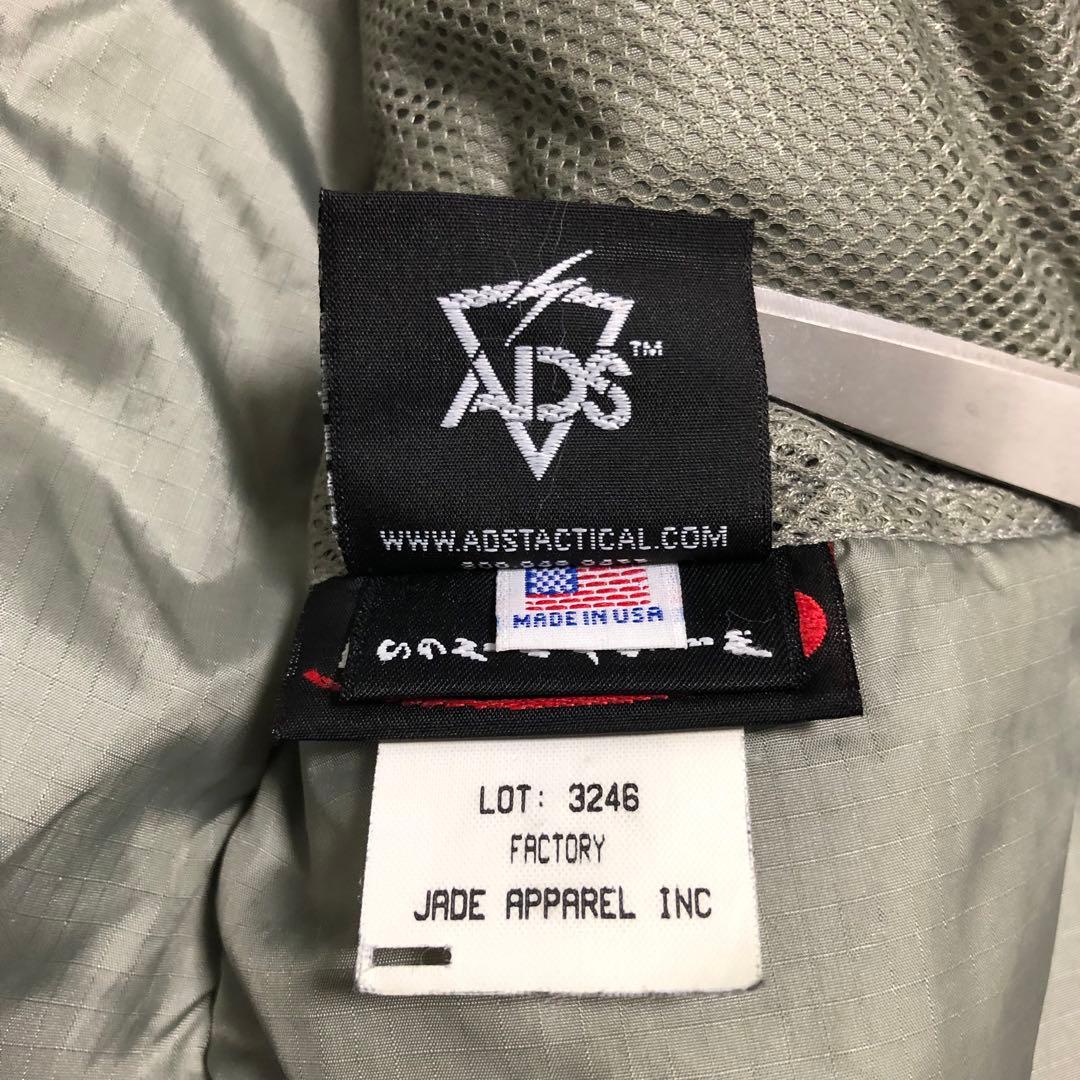 ADS™
WWW.ADSTACTICAL.COM
MADE IN USA
LOT: 3246
FACTORY
JADE APPAREL INC